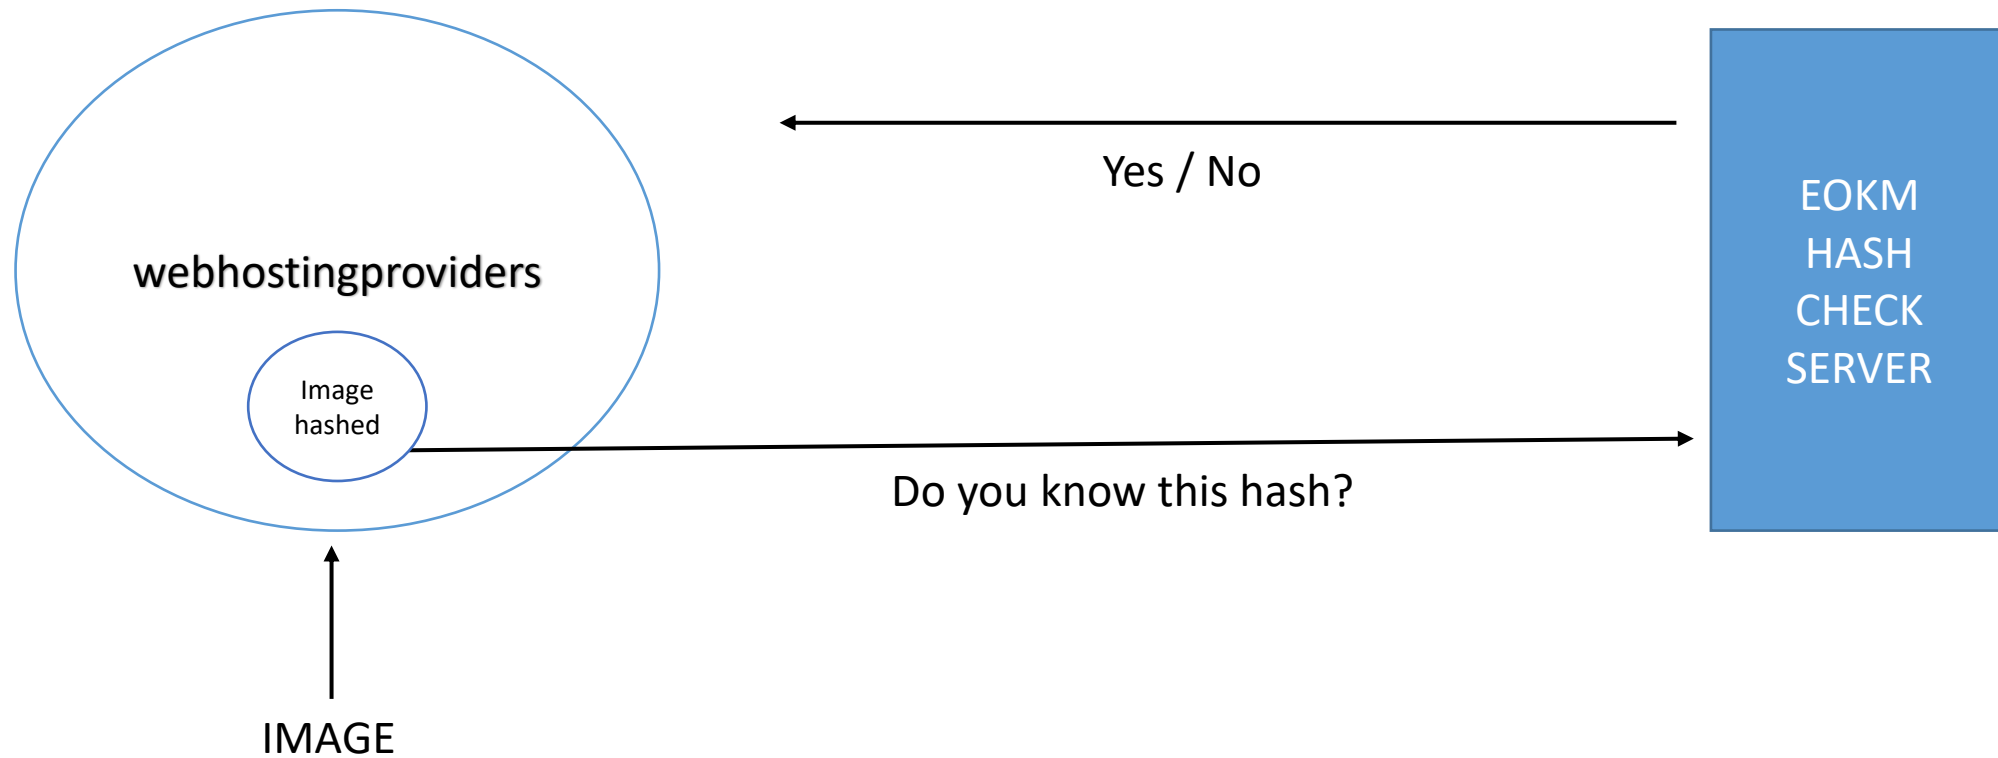 Yes / No
webhostingproviders
Image
hashed
Do you know this hash?
IMAGE
EOKM
HASH
CHECK
SERVER